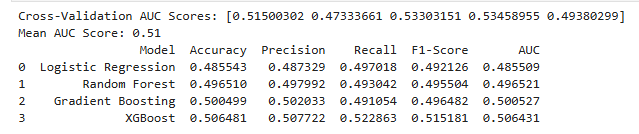 Cross-Validation AUC Scores: [0.51500302 0.47333661 0.53303151 0.53458955 0.49380299]
Mean AUC Score: 0.51
Model Accuracy Precision Recall F1-Score AUC
0 Logistic Regression 0.485543 0.487329 0.497018 0.492126 0.485509
1 Random Forest 0.496510 0.497992 0.493042 0.495504 0.496521
2 Gradient Boosting 0.500499 0.502033 0.491054 0.496482 0.500527
3 XGBoost 0.506481 0.507722 0.522863 0.515181 0.506431